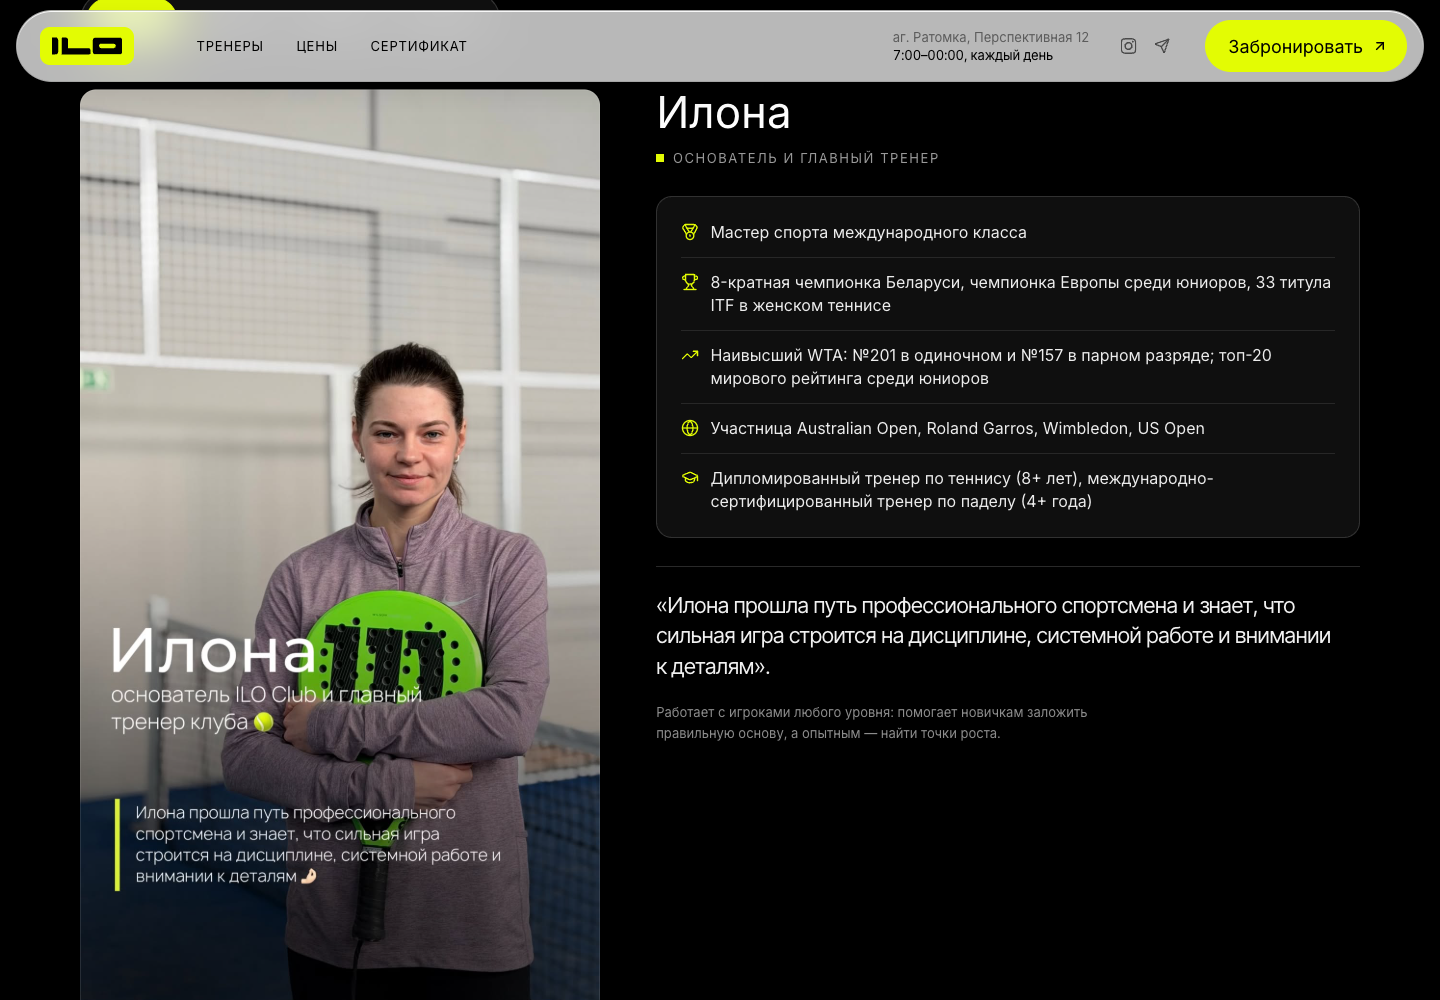 ILO
ТРЕНЕРЫ
ЦЕНЫ
СЕРТИФИКАТ
аг. Ратомка, Перспективная 12
7:00–00:00, каждый день
Забронировать
Илона
ОСНОВАТЕЛЬ И ГЛАВНЫЙ ТРЕНЕР
Мастер спорта международного класса
8-кратная чемпионка Беларуси, чемпионка Европы среди юниоров, 33 титула
ITF в женском теннисе
Наивысший WTA: №201 в одиночном и №157 в парном разряде; топ-20
мирового рейтинга среди юниоров
Участница Australian Open, Roland Garros, Wimbledon, US Open
Дипломированный тренер по теннису (8+ лет), международно-
сертифицированный тренер по паделу (4+ года)
«Илона прошла путь профессионального спортсмена и знает, что
сильная игра строится на дисциплине, системной работе и внимании
к деталям».
Работает с игроками любого уровня: помогает новичкам заложить
правильную основу, а опытным — найти точки роста.
Илона
основатель ILO Club и главный
тренер клуба 🎾
Илона прошла путь профессионального
спортсмена и знает, что сильная игра
строится на дисциплине, системной работе и
внимании к деталям 🤌🏻